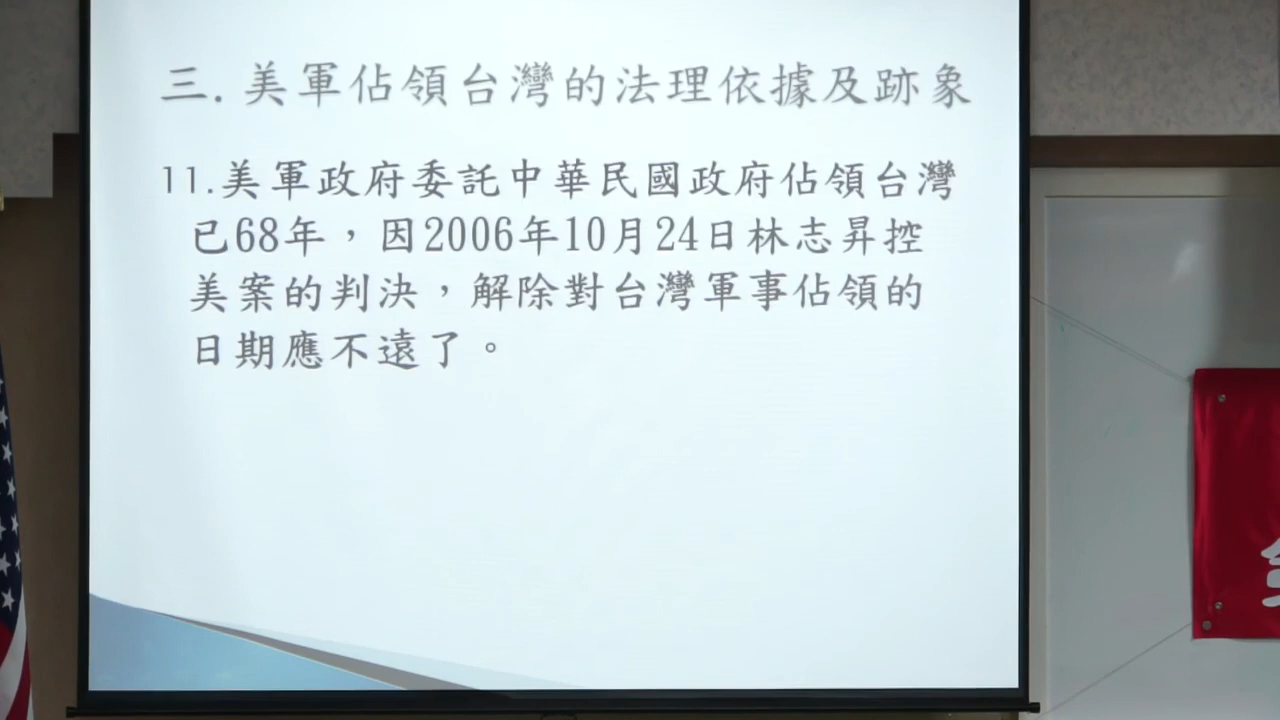 三. 美軍佔領台灣的法理依據及跡象
11.美軍政府委託中華民國政府佔領台灣
已68年，因2006年10月24日林志昇控
美案的判決，解除對台灣軍事佔領的
日期應不遠了。